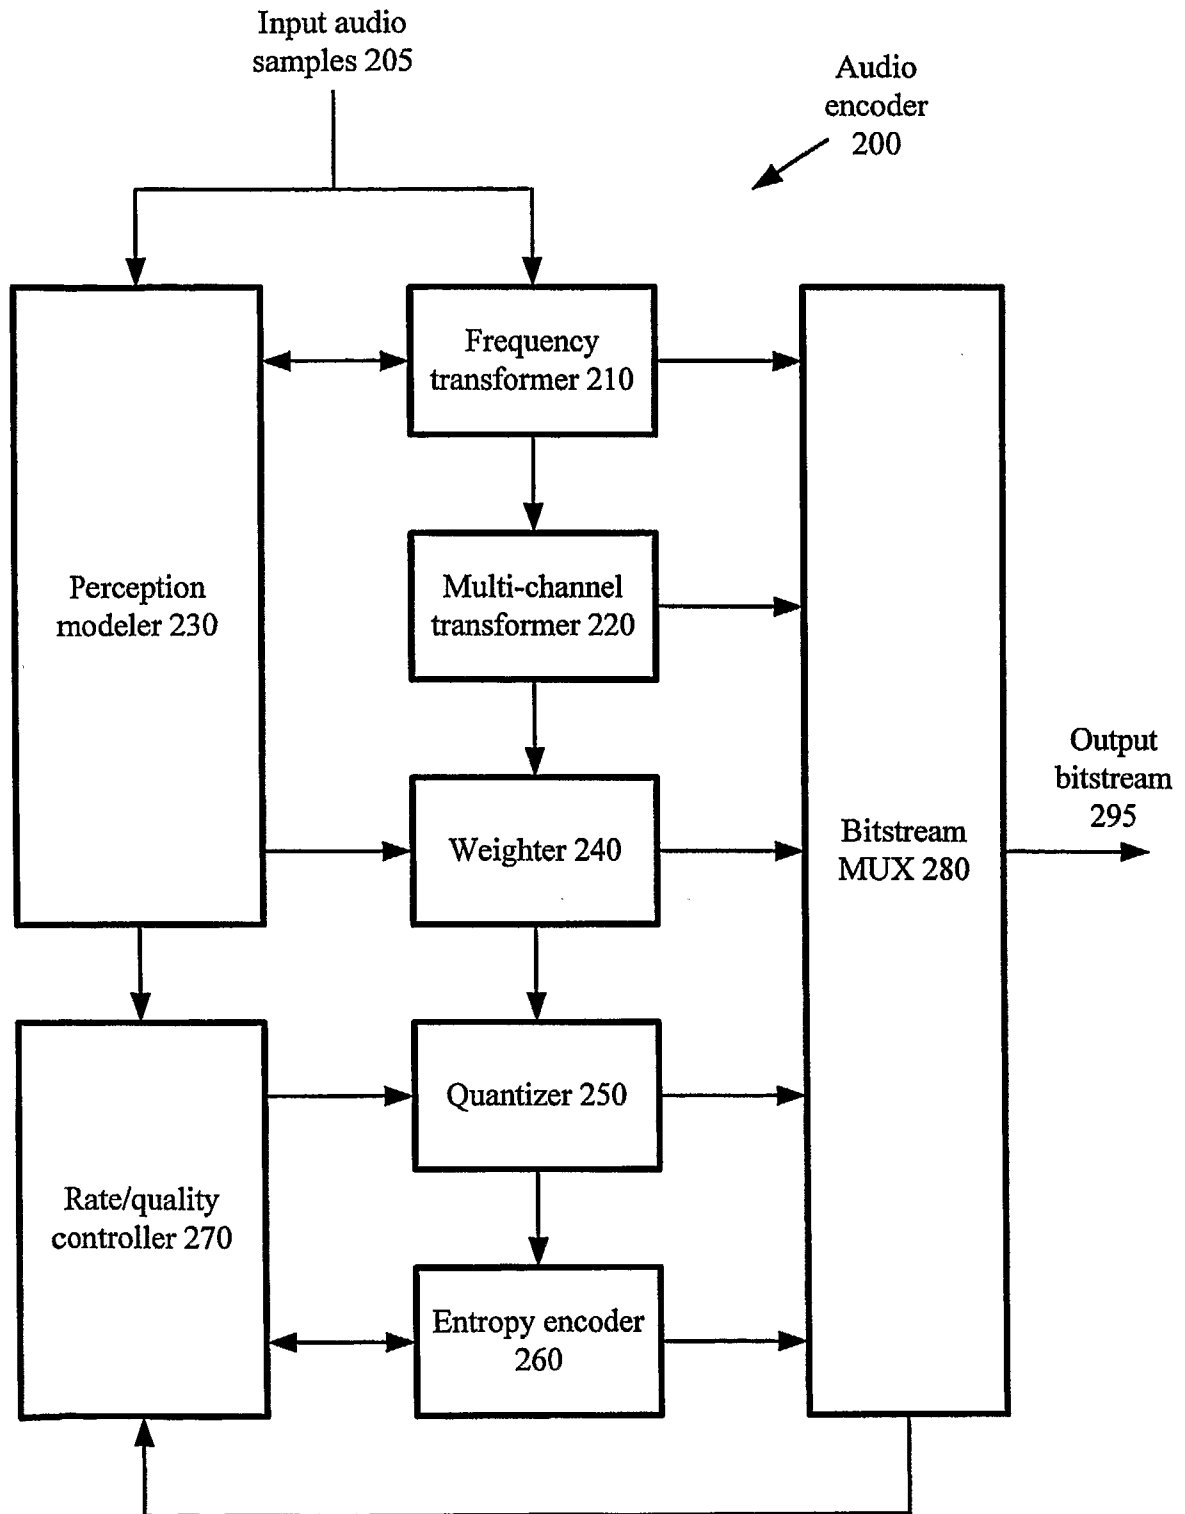 Input audio
samples 205
Audio
encoder
200
Frequency
transformer 210
Perception
modeler 230
Multi-channel
transformer 220
Output
bitstream
295
Weighter 240
Bitstream
MUX 280
Quantizer 250
Rate/quality
controller 270
Entropy encoder
260